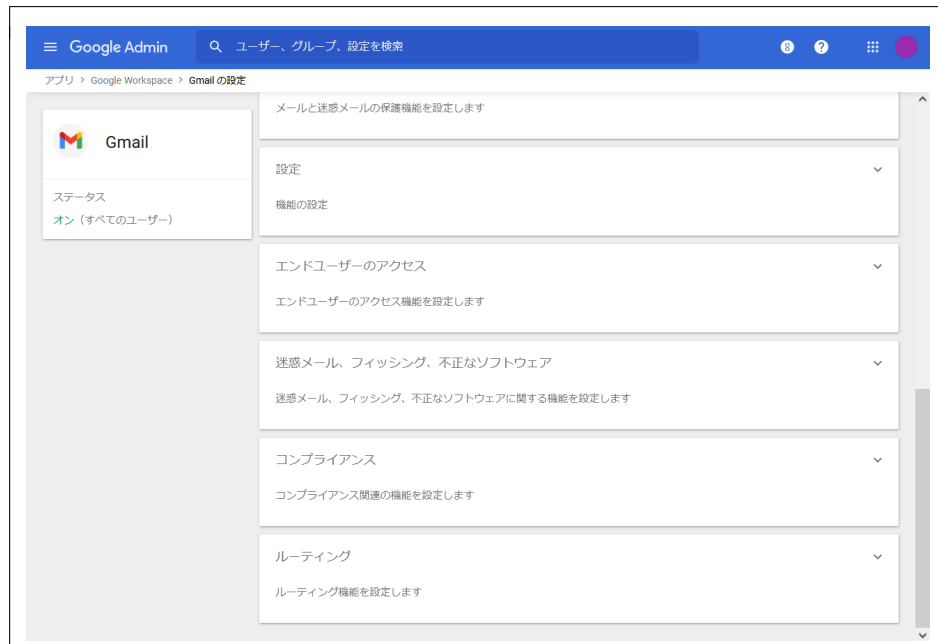 Google Admin
ユーザー、グループ、設定を検索
アプリ > Google Workspace > Gmail の設定
Gmail
ステータス
オン（すべてのユーザー）
メールと迷惑メールの保護機能を設定します
設定
機能の設定
エンドユーザーのアクセス
エンドユーザーのアクセス機能を設定します
迷惑メール、フィッシング、不正なソフトウェア
迷惑メール、フィッシング、不正なソフトウェアに関する機能を設定します
コンプライアンス
コンプライアンス関連の機能を設定します
ルーティング
ルーティング機能を設定します